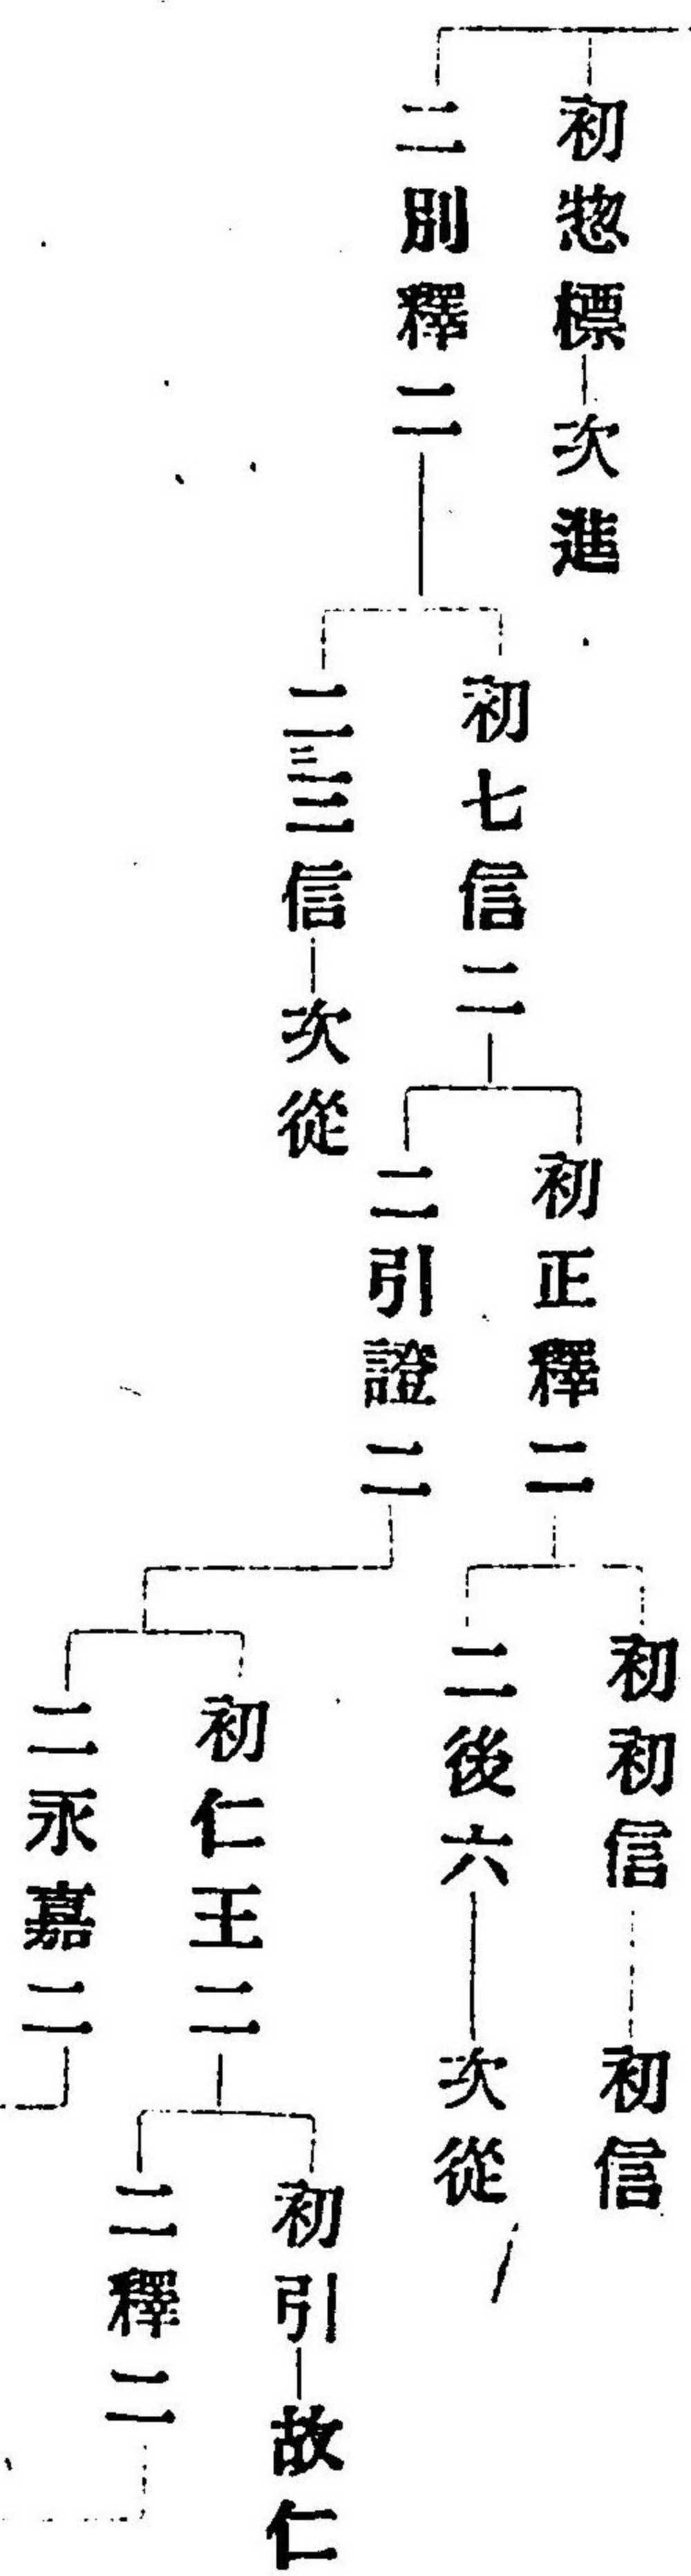 初惣標次進
二別釋二
初七信二
初正釋二
初初信初信
二後六次從
二引證二
初仁王二
初引故仁
二釋二
二永嘉二
二三二信次從